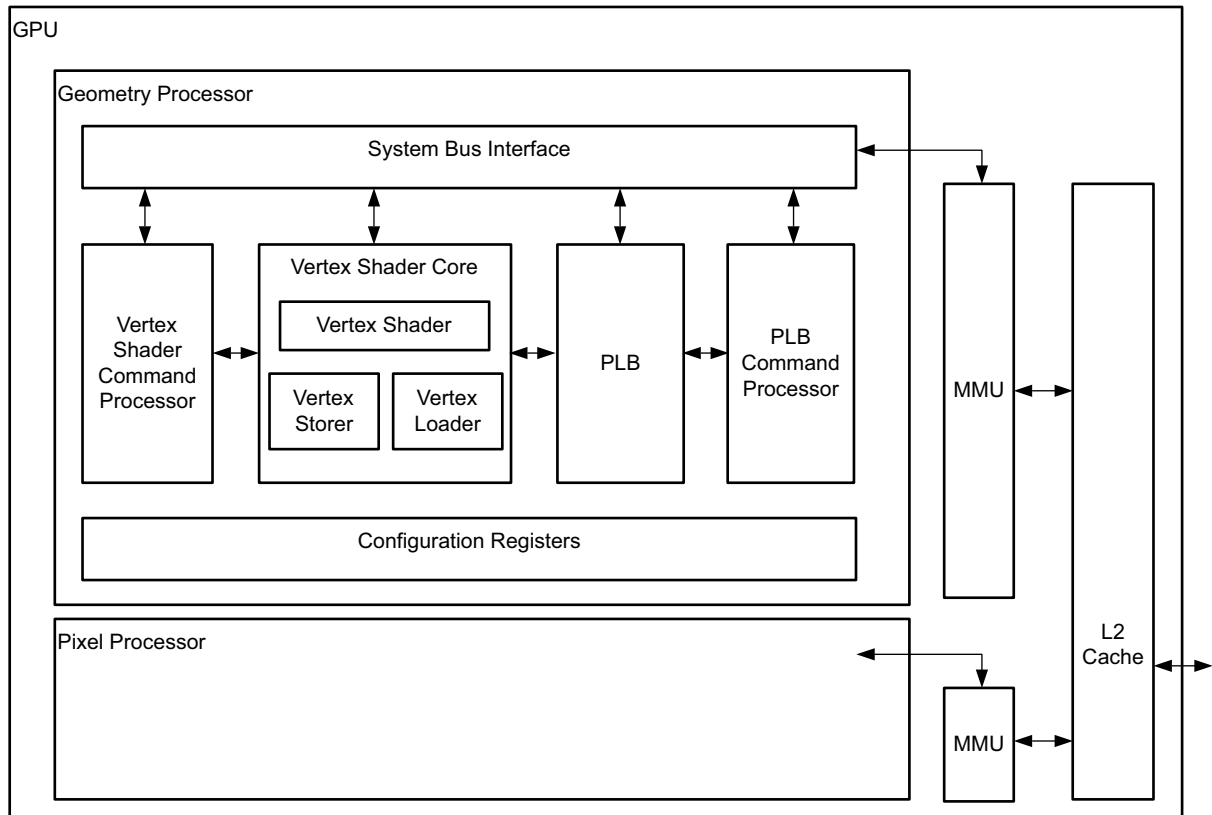 GPU
Geometry Processor
System Bus Interface
Vertex
Shader
Command
Processor
Vertex Shader Core
Vertex Shader
Vertex
Storer
Vertex
Loader
PLB
PLB
Command
Processor
MMU
Configuration Registers
Pixel Processor
MMU
L2
Cache